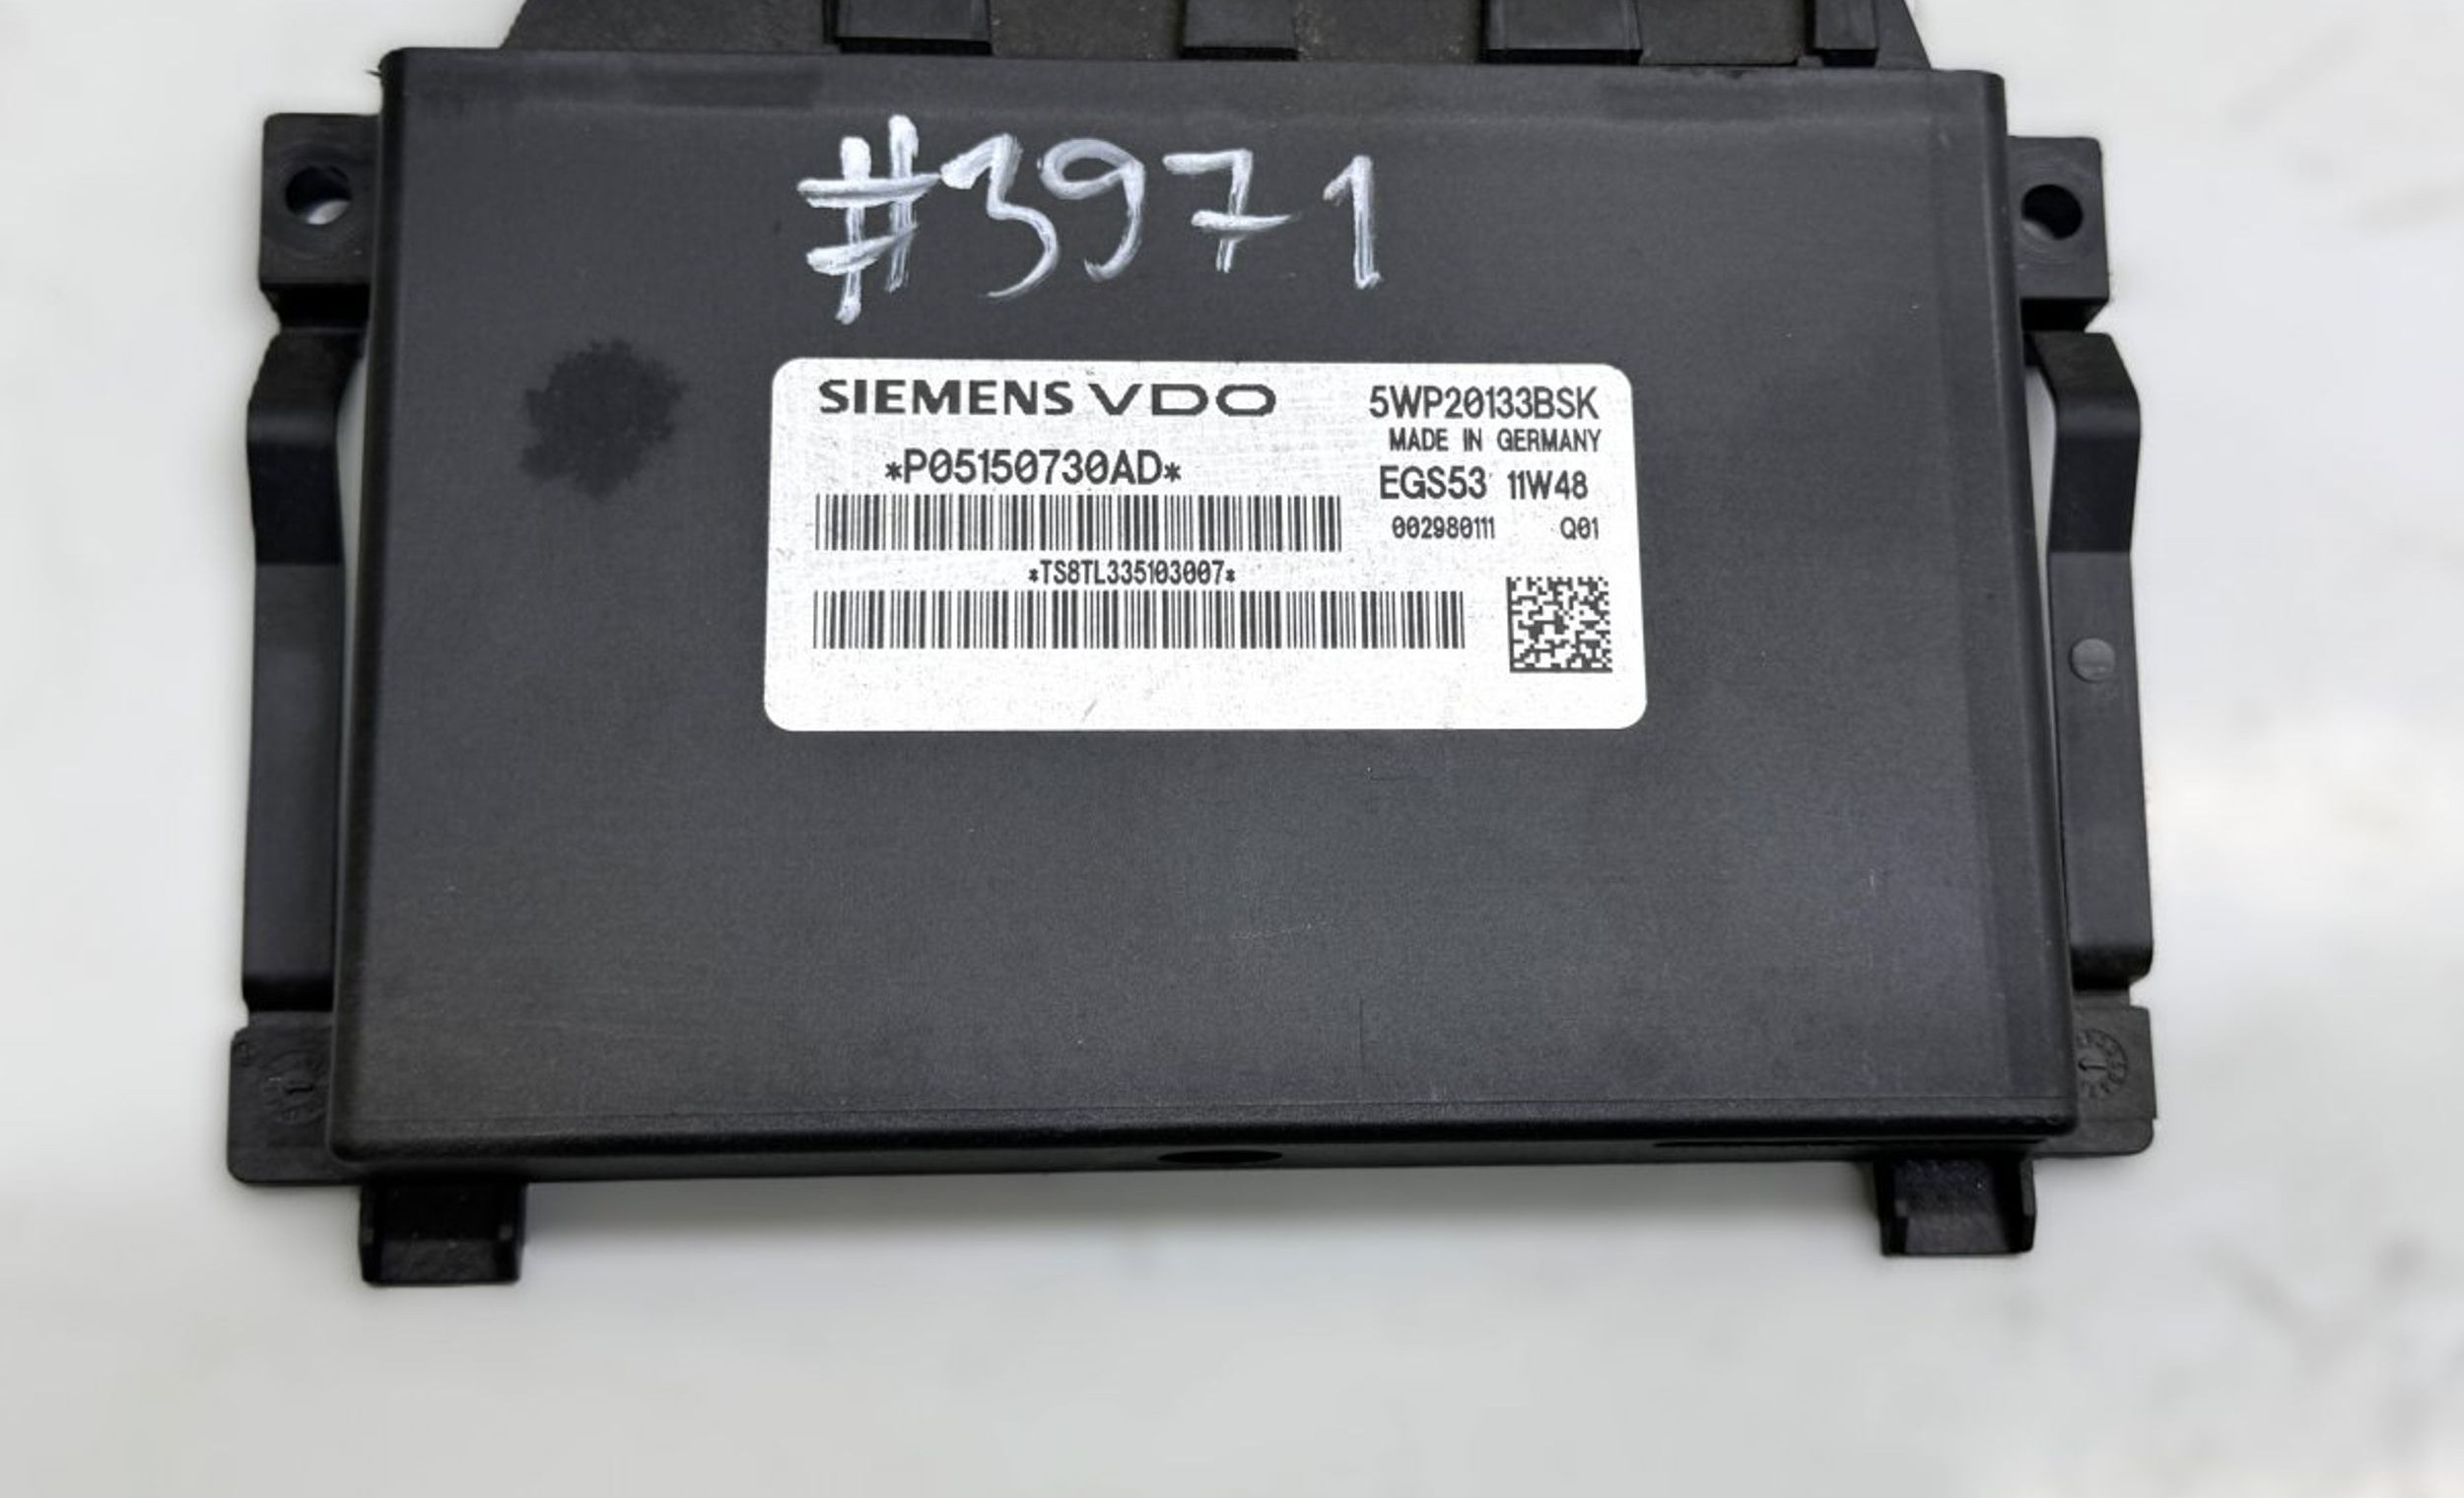 #3971
SIEMENS VDO 5WP20133BSK
MADE IN GERMANY
*P05150730AD*
EGS53 11W48
002980111 Q01
*TS8TL335103007*